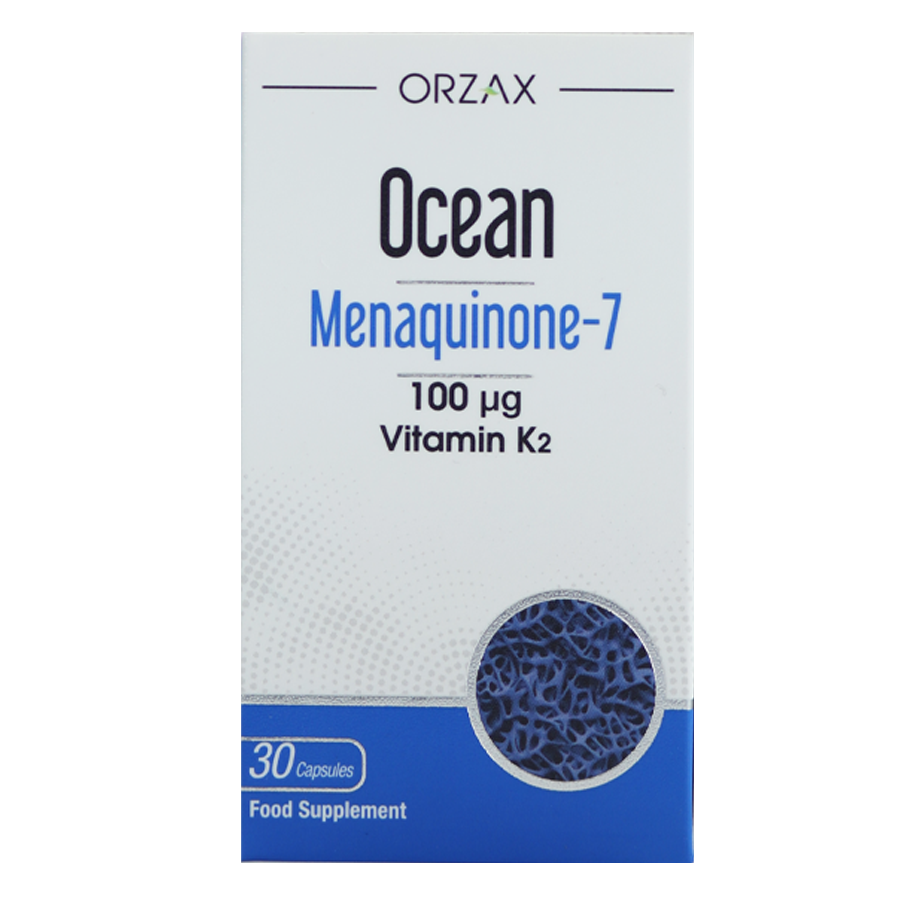 ORZAX
Ocean
Menaquinone-7
100 µg
Vitamin K2
30 Capsules
Food Supplement